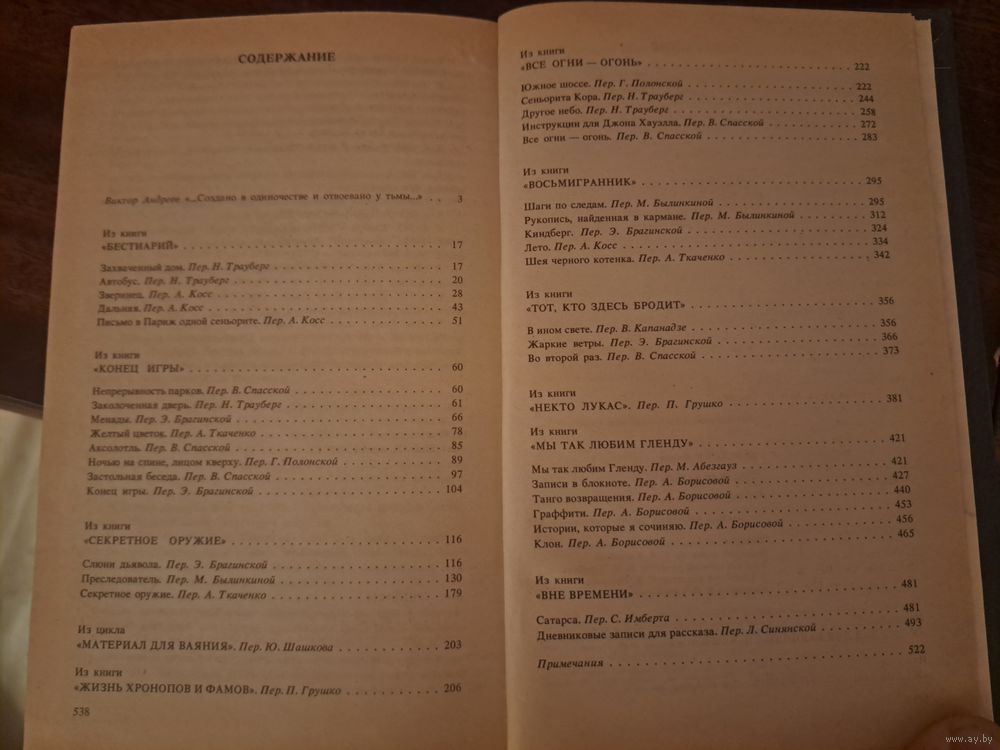 СОДЕРЖАНИЕ
Виктор Андреев «...Создано в одиночестве и отвоевано у тьмы...» . . 3
Из книги
«БЕСТИАРИЙ» 17
Захваченный дом. Пер. Н. Трауберг 17
Автобус. Пер. Н. Трауберг 20
Зверинец. Пер. А. Косс 28
Дальняя. Пер. А. Косс 43
Письмо в Париж одной сеньорите. Пер. А. Косс 51
Из книги
«КОНЕЦ ИГРЫ» 60
Непрерывность парков. Пер. В. Спасской 60
Заколоченная дверь. Пер. Н. Трауберг 61
Менады. Пер. Э. Брагинской 66
Желтый цветок. Пер. А. Ткаченко 78
Аксолотль. Пер. В. Спасской 85
Ночью на спине, лицом кверху. Пер. Г. Полонской 89
Застольная беседа. Пер. В. Спасской 97
Конец игры. Пер. Э. Брагинской 104
Из книги
«СЕКРЕТНОЕ ОРУЖИЕ» 116
Слюни дьявола. Пер. Э. Брагинской 116
Преследователь. Пер. М. Былинкиной 130
Секретное оружие. Пер. А. Ткаченко 179
Из цикла
«МАТЕРИАЛ ДЛЯ ВАЯНИЯ». Пер. Ю. Шашкова 203
Из книги
«ЖИЗНЬ ХРОНОПОВ И ФАМОВ». Пер. П. Грушко 206
538
Из книги
«ВСЕ ОГНИ — ОГОНЬ» 222
Южное шоссе. Пер. Г. Полонской 222
Сеньорита Кора. Пер. Н. Трауберг 244
Другое небо. Пер. Н. Трауберг 258
Инструкции для Джона Хауэлла. Пер. В. Спасской 272
Все огни — огонь. Пер. В. Спасской 283
Из книги
«ВОСЬМИГРАННИК» 295
Шаги по следам. Пер. М. Былинкиной 295
Рукопись, найденная в кармане. Пер. М. Былинкиной 312
Киндберг. Пер. Э. Брагинской 324
Лето. Пер. А. Косс 334
Шея черного котенка. Пер. А. Ткаченко 342
Из книги
«ТОТ, КТО ЗДЕСЬ БРОДИТ» 356
В ином свете. Пер. В. Капанадзе 356
Жаркие ветры. Пер. Э. Брагинской 366
Во второй раз. Пер. В. Спасской 373
Из книги
«НЕКТО ЛУКАС». Пер. П. Грушко 381
Из книги
«МЫ ТАК ЛЮБИМ ГЛЕНДУ» 421
Мы так любим Гленду. Пер. М. Абезгауз 421
Записи в блокноте. Пер. А. Борисовой 427
Танго возвращения. Пер. А. Борисовой 440
Граффити. Пер. А. Борисовой 453
Истории, которые я сочиняю. Пер. А. Борисовой 456
Клон. Пер. А. Борисовой 465
Из книги
«ВНЕ ВРЕМЕНИ» 481
Сатарса. Пер. С. Имберта 481
Дневниковые записи для рассказа. Пер. Л. Синянской 493
Примечания 522
www.ay.by